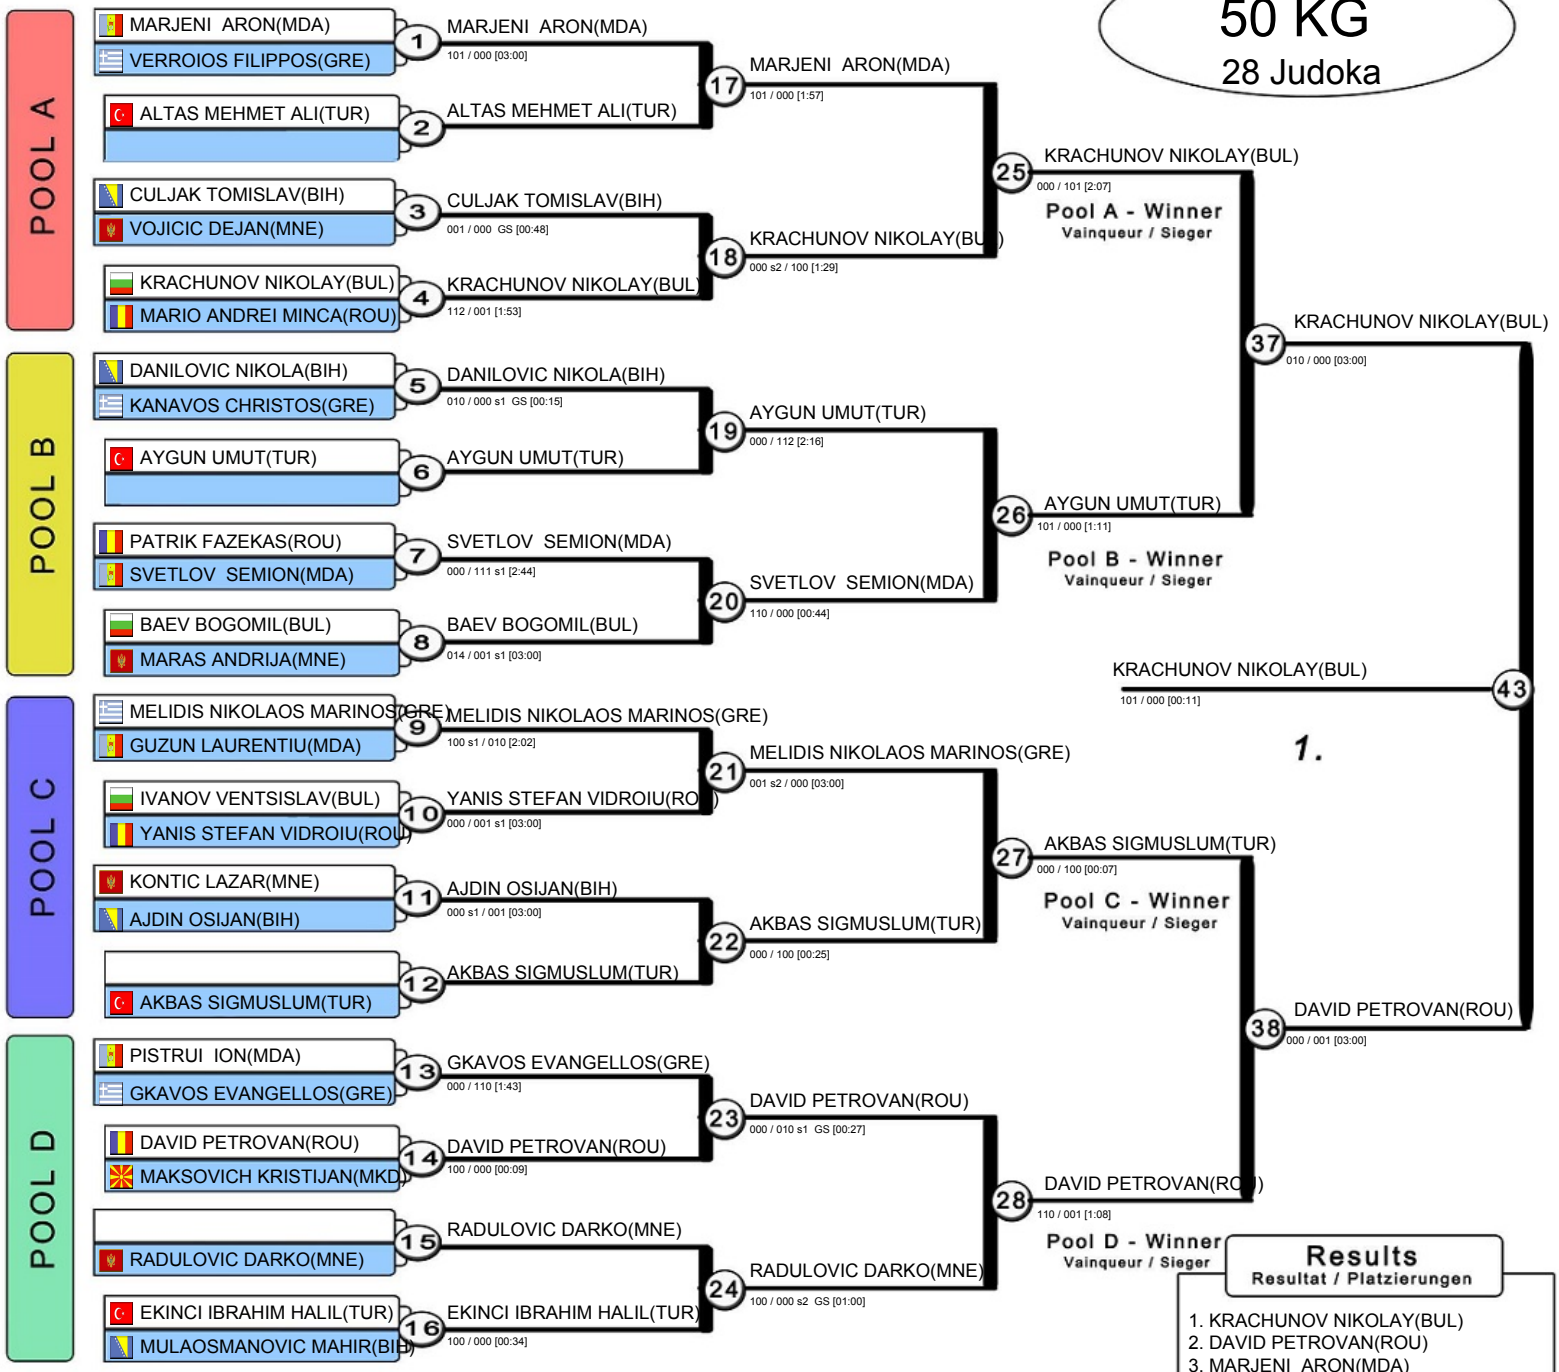 50 KG
28 Judoka
POOL A
MARJENI ARON(MDA)
VERROIOS FILIPPOS(GRE)
1
MARJENI ARON(MDA)
101 / 000 [03:00]
ALTAS MEHMET ALI(TUR)
2
ALTAS MEHMET ALI(TUR)
17
MARJENI ARON(MDA)
101 / 000 [1:57]
CULJAK TOMISLAV(BIH)
VOJICIC DEJAN(MNE)
3
CULJAK TOMISLAV(BIH)
001 / 000 GS [00:48]
KRACHUNOV NIKOLAY(BUL)
MARIO ANDREI MINCA(ROU)
4
KRACHUNOV NIKOLAY(BUL)
112 / 001 [1:53]
18
KRACHUNOV NIKOLAY(BUL)
000 s2 / 100 [1:29]
25
KRACHUNOV NIKOLAY(BUL)
000 / 101 [2:07]
Pool A - Winner
Vainqueur / Sieger
POOL B
DANILOVIC NIKOLA(BIH)
KANAVOS CHRISTOS(GRE)
5
DANILOVIC NIKOLA(BIH)
010 / 000 s1 GS [00:15]
AYGUN UMUT(TUR)
6
AYGUN UMUT(TUR)
19
AYGUN UMUT(TUR)
000 / 112 [2:16]
PATRIK FAZEKAS(ROU)
SVETLOV SEMION(MDA)
7
SVETLOV SEMION(MDA)
000 / 111 s1 [2:44]
BAEV BOGOMIL(BUL)
MARAS ANDRIJA(MNE)
8
BAEV BOGOMIL(BUL)
014 / 001 s1 [03:00]
20
SVETLOV SEMION(MDA)
110 / 000 [00:44]
26
AYGUN UMUT(TUR)
101 / 000 [1:11]
Pool B - Winner
Vainqueur / Sieger
37
KRACHUNOV NIKOLAY(BUL)
010 / 000 [03:00]
KRACHUNOV NIKOLAY(BUL)
43
101 / 000 [00:11]
1.
POOL C
MELIDIS NIKOLAOS MARINOS(GRE)
GUZUN LAURENTIU(MDA)
9
MELIDIS NIKOLAOS MARINOS(GRE)
100 s1 / 010 [2:02]
IVANOV VENTSISLAV(BUL)
YANIS STEFAN VIDROIU(ROU)
10
YANIS STEFAN VIDROIU(ROU)
000 / 001 s1 [03:00]
21
MELIDIS NIKOLAOS MARINOS(GRE)
001 s2 / 000 [03:00]
KONTIC LAZAR(MNE)
AJDIN OSIJAN(BIH)
11
AJDIN OSIJAN(BIH)
000 s1 / 001 [03:00]
AKBAS SIGMUSLUM(TUR)
12
AKBAS SIGMUSLUM(TUR)
22
AKBAS SIGMUSLUM(TUR)
000 / 100 [00:25]
27
AKBAS SIGMUSLUM(TUR)
000 / 100 [00:07]
Pool C - Winner
Vainqueur / Sieger
POOL D
PISTRUI ION(MDA)
GKAVOS EVANGELLOS(GRE)
13
GKAVOS EVANGELLOS(GRE)
000 / 110 [1:43]
DAVID PETROVAN(ROU)
MAKSOVICH KRISTIJAN(MKD)
14
DAVID PETROVAN(ROU)
100 / 000 [00:09]
23
DAVID PETROVAN(ROU)
000 / 010 s1 GS [00:27]
RADULOVIC DARKO(MNE)
15
RADULOVIC DARKO(MNE)
EKINCI IBRAHIM HALIL(TUR)
MULAOSMANOVIC MAHIR(BIH)
16
EKINCI IBRAHIM HALIL(TUR)
100 / 000 [00:34]
24
RADULOVIC DARKO(MNE)
100 / 000 s2 GS [01:00]
28
DAVID PETROVAN(ROU)
110 / 001 [1:08]
Pool D - Winner
Vainqueur / Sieger
38
DAVID PETROVAN(ROU)
000 / 001 [03:00]
Results
Resultat / Platzierungen
1. KRACHUNOV NIKOLAY(BUL)
2. DAVID PETROVAN(ROU)
3. MARJENI ARON(MDA)